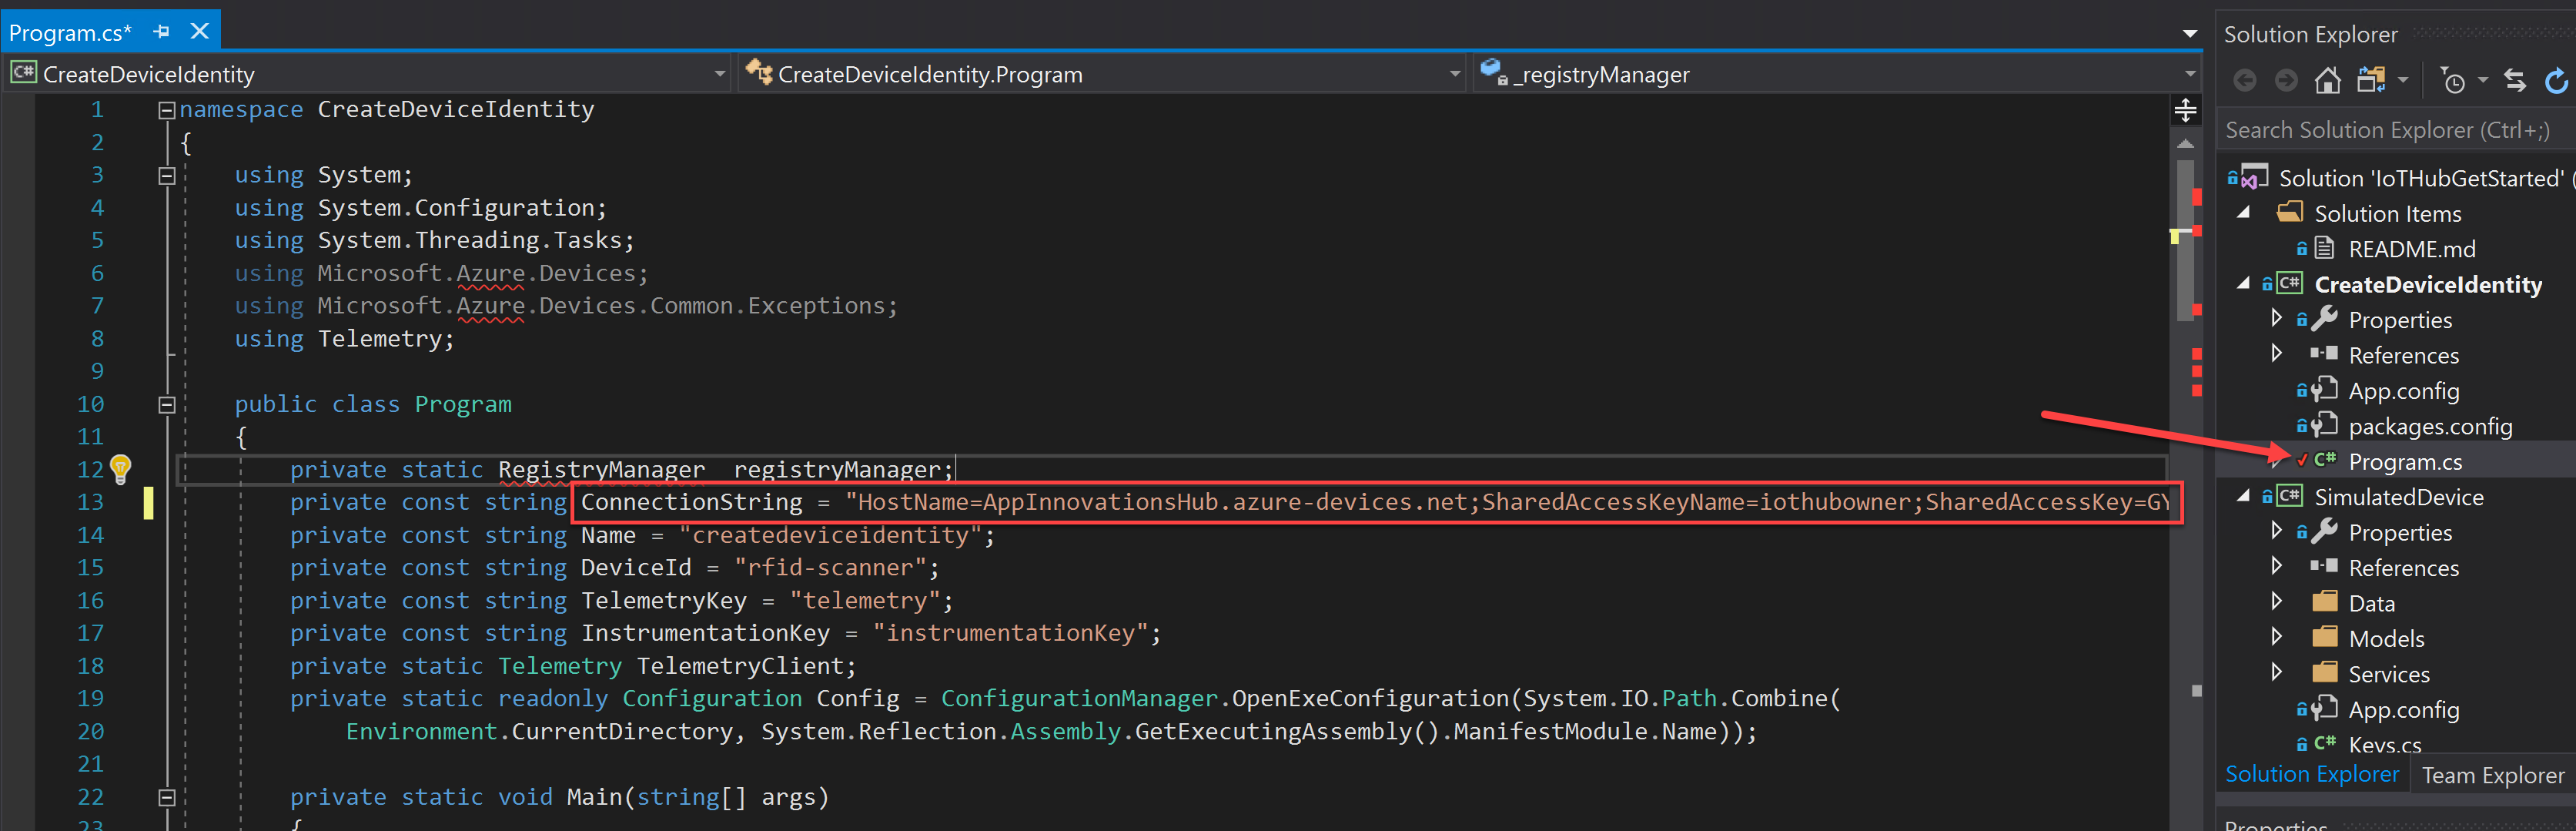 Program.cs*
CreateDeviceIdentity
CreateDeviceIdentity.Program
_registryManager
1 namespace CreateDeviceIdentity
2 {
3 using System;
4 using System.Configuration;
5 using System.Threading.Tasks;
6 using Microsoft.Azure.Devices;
7 using Microsoft.Azure.Devices.Common.Exceptions;
8 using Telemetry;
9
10 public class Program
11 {
12 private static RegistryManager _registryManager;
13 private const string ConnectionString = "HostName=AppInnovationsHub.azure-devices.net;SharedAccessKeyName=iothubowner;SharedAccessKey=GY
14 private const string Name = "createdeviceidentity";
15 private const string DeviceId = "rfid-scanner";
16 private const string TelemetryKey = "telemetry";
17 private const string InstrumentationKey = "instrumentationKey";
18 private static Telemetry TelemetryClient;
19 private static readonly Configuration Config = ConfigurationManager.OpenExeConfiguration(System.IO.Path.Combine(
20 Environment.CurrentDirectory, System.Reflection.Assembly.GetExecutingAssembly().ManifestModule.Name));
21
22 private static void Main(string[] args)
23 {
Solution Explorer
Search Solution Explorer (Ctrl+;)
Solution 'IoTHubGetStarted' (
Solution Items
README.md
C# CreateDeviceIdentity
Properties
References
App.config
packages.config
C# Program.cs
C# SimulatedDevice
Properties
References
Data
Models
Services
App.config
C# Keys.cs
Solution Explorer
Team Explorer
Properties